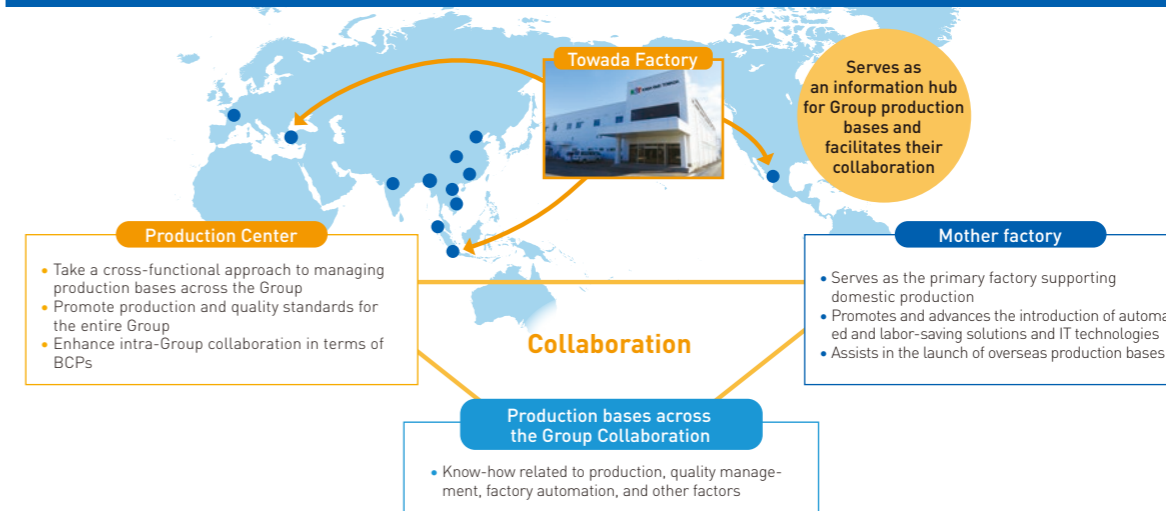 Towada Factory
Serves as
an information hub
for Group production
bases and
facilitates their
collaboration
Production Center
• Take a cross-functional approach to managing
production bases across the Group
• Promote production and quality standards for
the entire Group
• Enhance intra-Group collaboration in terms of
BCPs
Mother factory
• Serves as the primary factory supporting
domestic production
• Promotes and advances the introduction of automa
ed and labor-saving solutions and IT technologies
• Assists in the launch of overseas production bases
Collaboration
Production bases across
the Group Collaboration
• Know-how related to production, quality manage-
ment, factory automation, and other factors